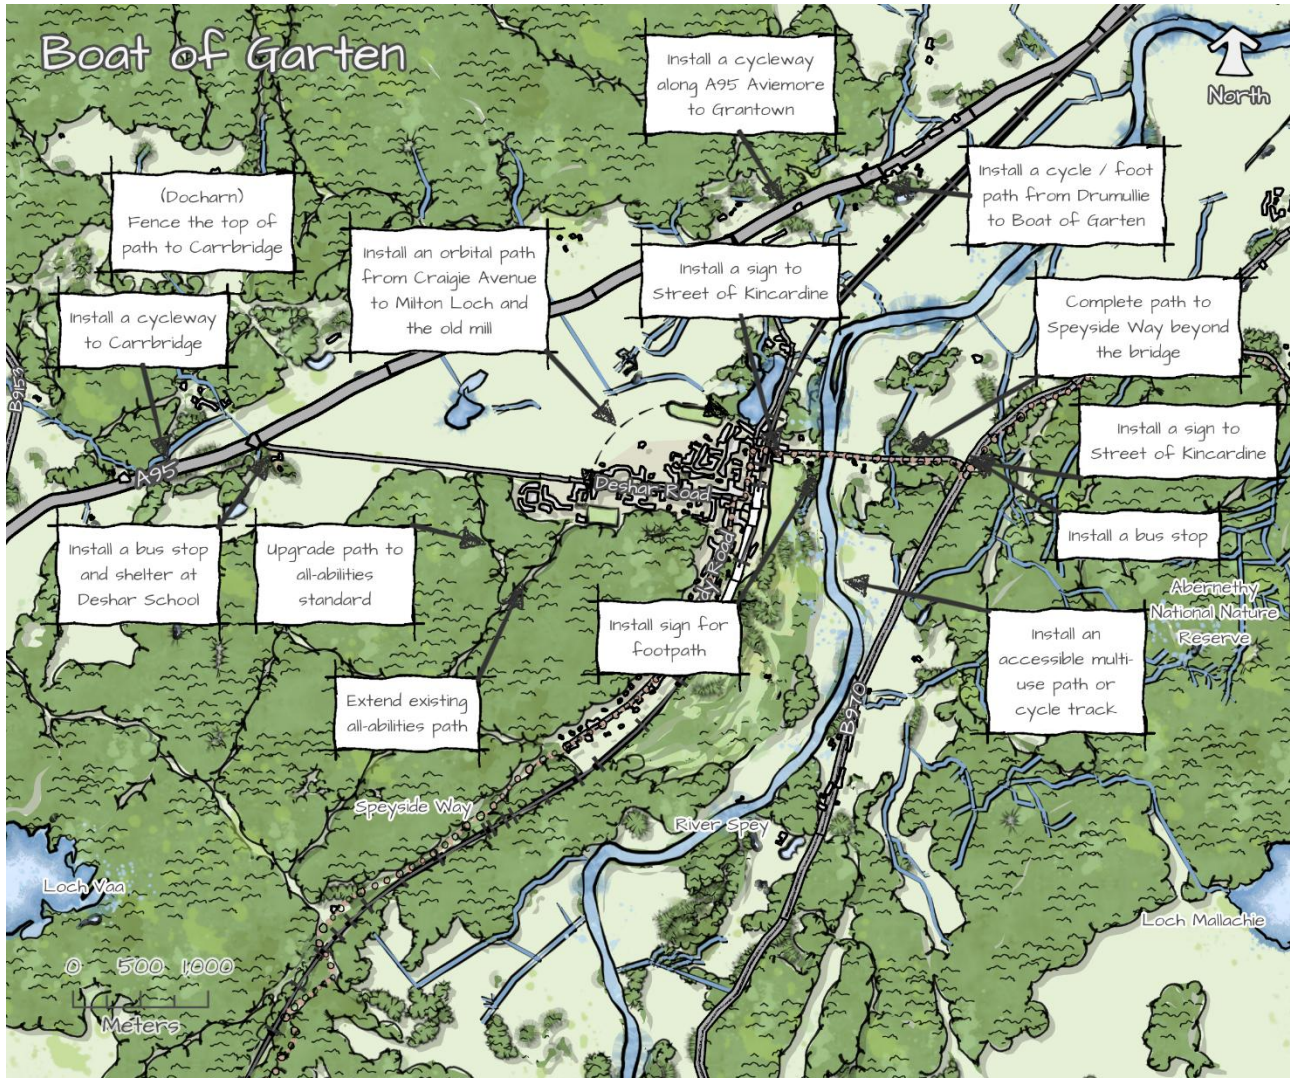 Boat of Garten
Install a cycleway
along A95 Aviemore
to Grantown
North
(Docharn)
Fence the top of
path to Carrbridge
Install an orbital path
from Craigie Avenue
to Milton Loch and
the old mill
Install a sign to
Street of Kincardine
Install a cycle / foot
path from Drumullie
to Boat of Garten
Install a cycleway
to Carrbridge
Complete path to
Speyside Way beyond
the bridge
B9153
A95
Deshar Road
Install a sign to
Street of Kincardine
Install a bus stop
and shelter at
Deshar School
Upgrade path to
all-abilities
standard
Install a bus stop
dy Road
Abernethy
National Nature
Reserve
Install sign for
footpath
Install an
accessible multi-
use path or
cycle track
Extend existing
all-abilities path
B970
Speyside Way
River Spey
Loch Vaa
Loch Mallachie
0 500 1,000
Meters